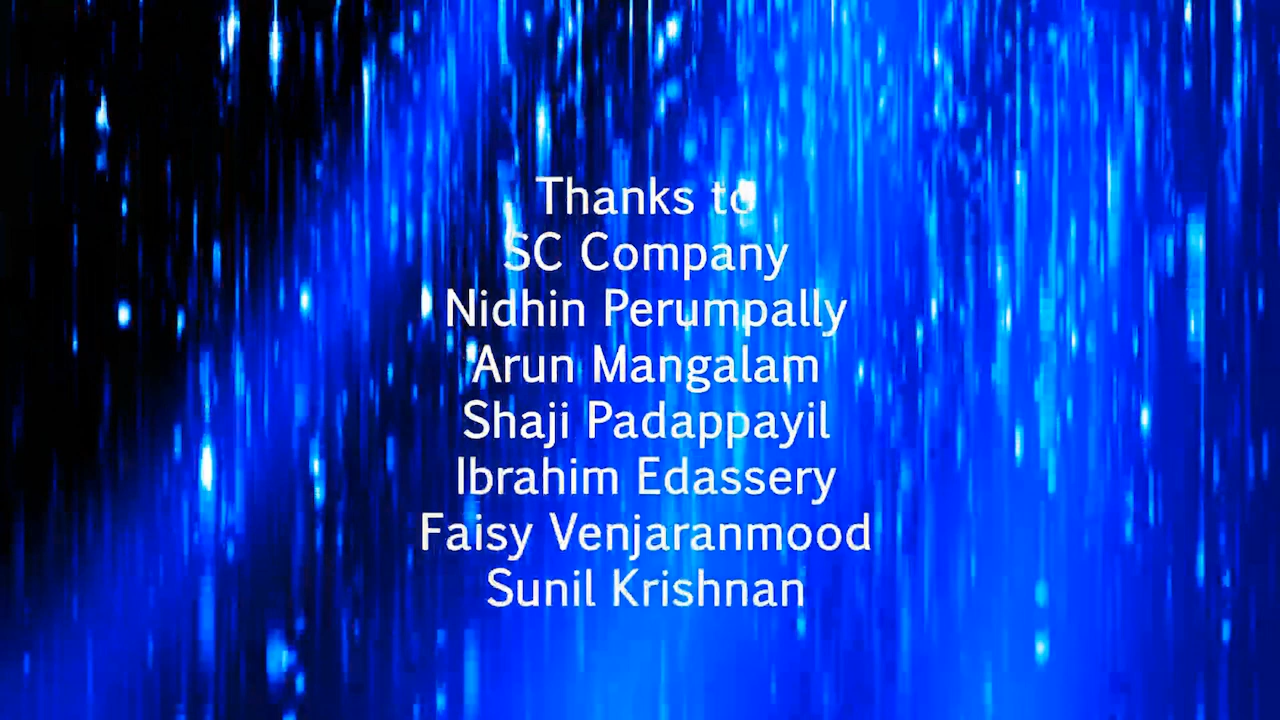 Thanks to
SC Company
Nidhin Perumpally
Arun Mangalam
Shaji Padappayil
Ibrahim Edassery
Faisy Venjaranmood
Sunil Krishnan